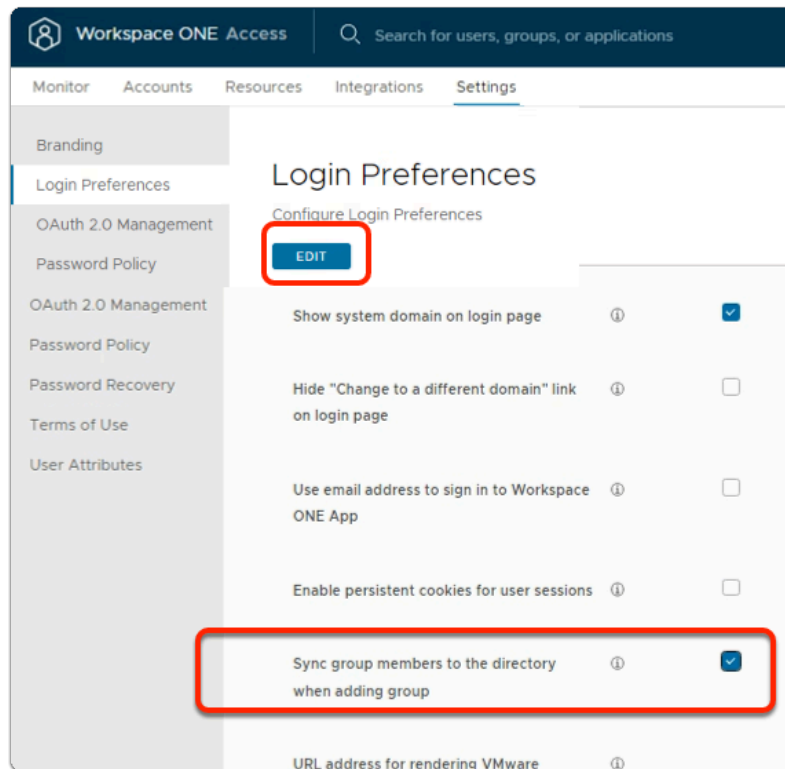 Workspace ONE Access
Search for users, groups, or applications
Monitor
Accounts
Resources
Integrations
Settings
Branding
Login Preferences
OAuth 2.0 Management
Password Policy
OAuth 2.0 Management
Password Policy
Password Recovery
Terms of Use
User Attributes
Login Preferences
Configure Login Preferences
EDIT
Show system domain on login page
Hide "Change to a different domain" link
on login page
Use email address to sign in to Workspace
ONE App
Enable persistent cookies for user sessions
Sync group members to the directory
when adding group
URL address for rendering VMware